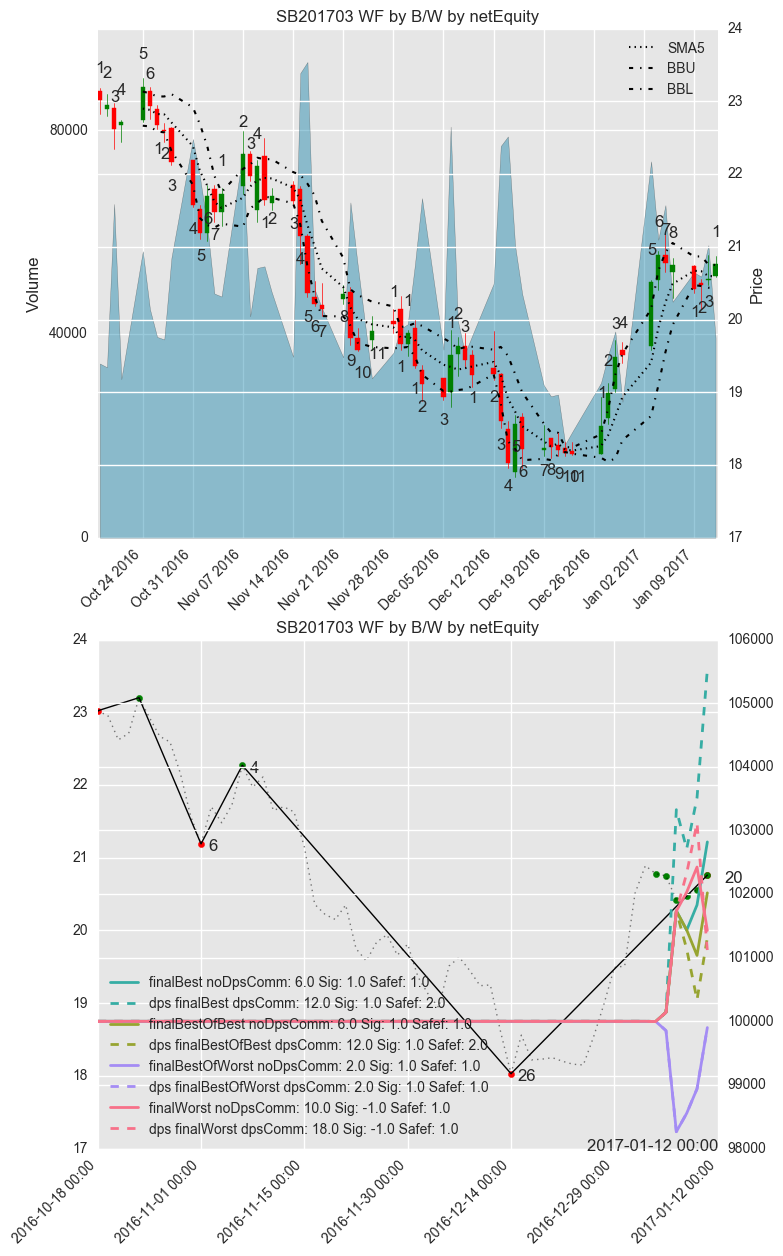 SB201703 WF by B/W by netEquity
SMA5
BBU
BBL
Volume
80000
40000
0
Price
24
23
22
21
20
19
18
17
Oct 24 2016
Oct 31 2016
Nov 07 2016
Nov 14 2016
Nov 21 2016
Nov 28 2016
Dec 05 2016
Dec 12 2016
Dec 19 2016
Dec 26 2016
Jan 02 2017
Jan 09 2017
SB201703 WF by B/W by netEquity
24
23
22
21
20
19
18
17
106000
105000
104000
103000
102000
101000
100000
99000
98000
4
6
20
26
finalBest noDpsComm: 6.0 Sig: 1.0 Safef: 1.0
dps finalBest dpsComm: 12.0 Sig: 1.0 Safef: 2.0
finalBestOfBest noDpsComm: 6.0 Sig: 1.0 Safef: 1.0
dps finalBestOfBest dpsComm: 12.0 Sig: 1.0 Safef: 2.0
finalBestOfWorst noDpsComm: 2.0 Sig: 1.0 Safef: 1.0
dps finalBestOfWorst dpsComm: 2.0 Sig: 1.0 Safef: 1.0
finalWorst noDpsComm: 10.0 Sig: -1.0 Safef: 1.0
dps finalWorst dpsComm: 18.0 Sig: -1.0 Safef: 1.0
2017-01-12 00:00
2016-10-18 00:00
2016-11-01 00:00
2016-11-15 00:00
2016-11-30 00:00
2016-12-14 00:00
2016-12-29 00:00
2017-01-12 00:00